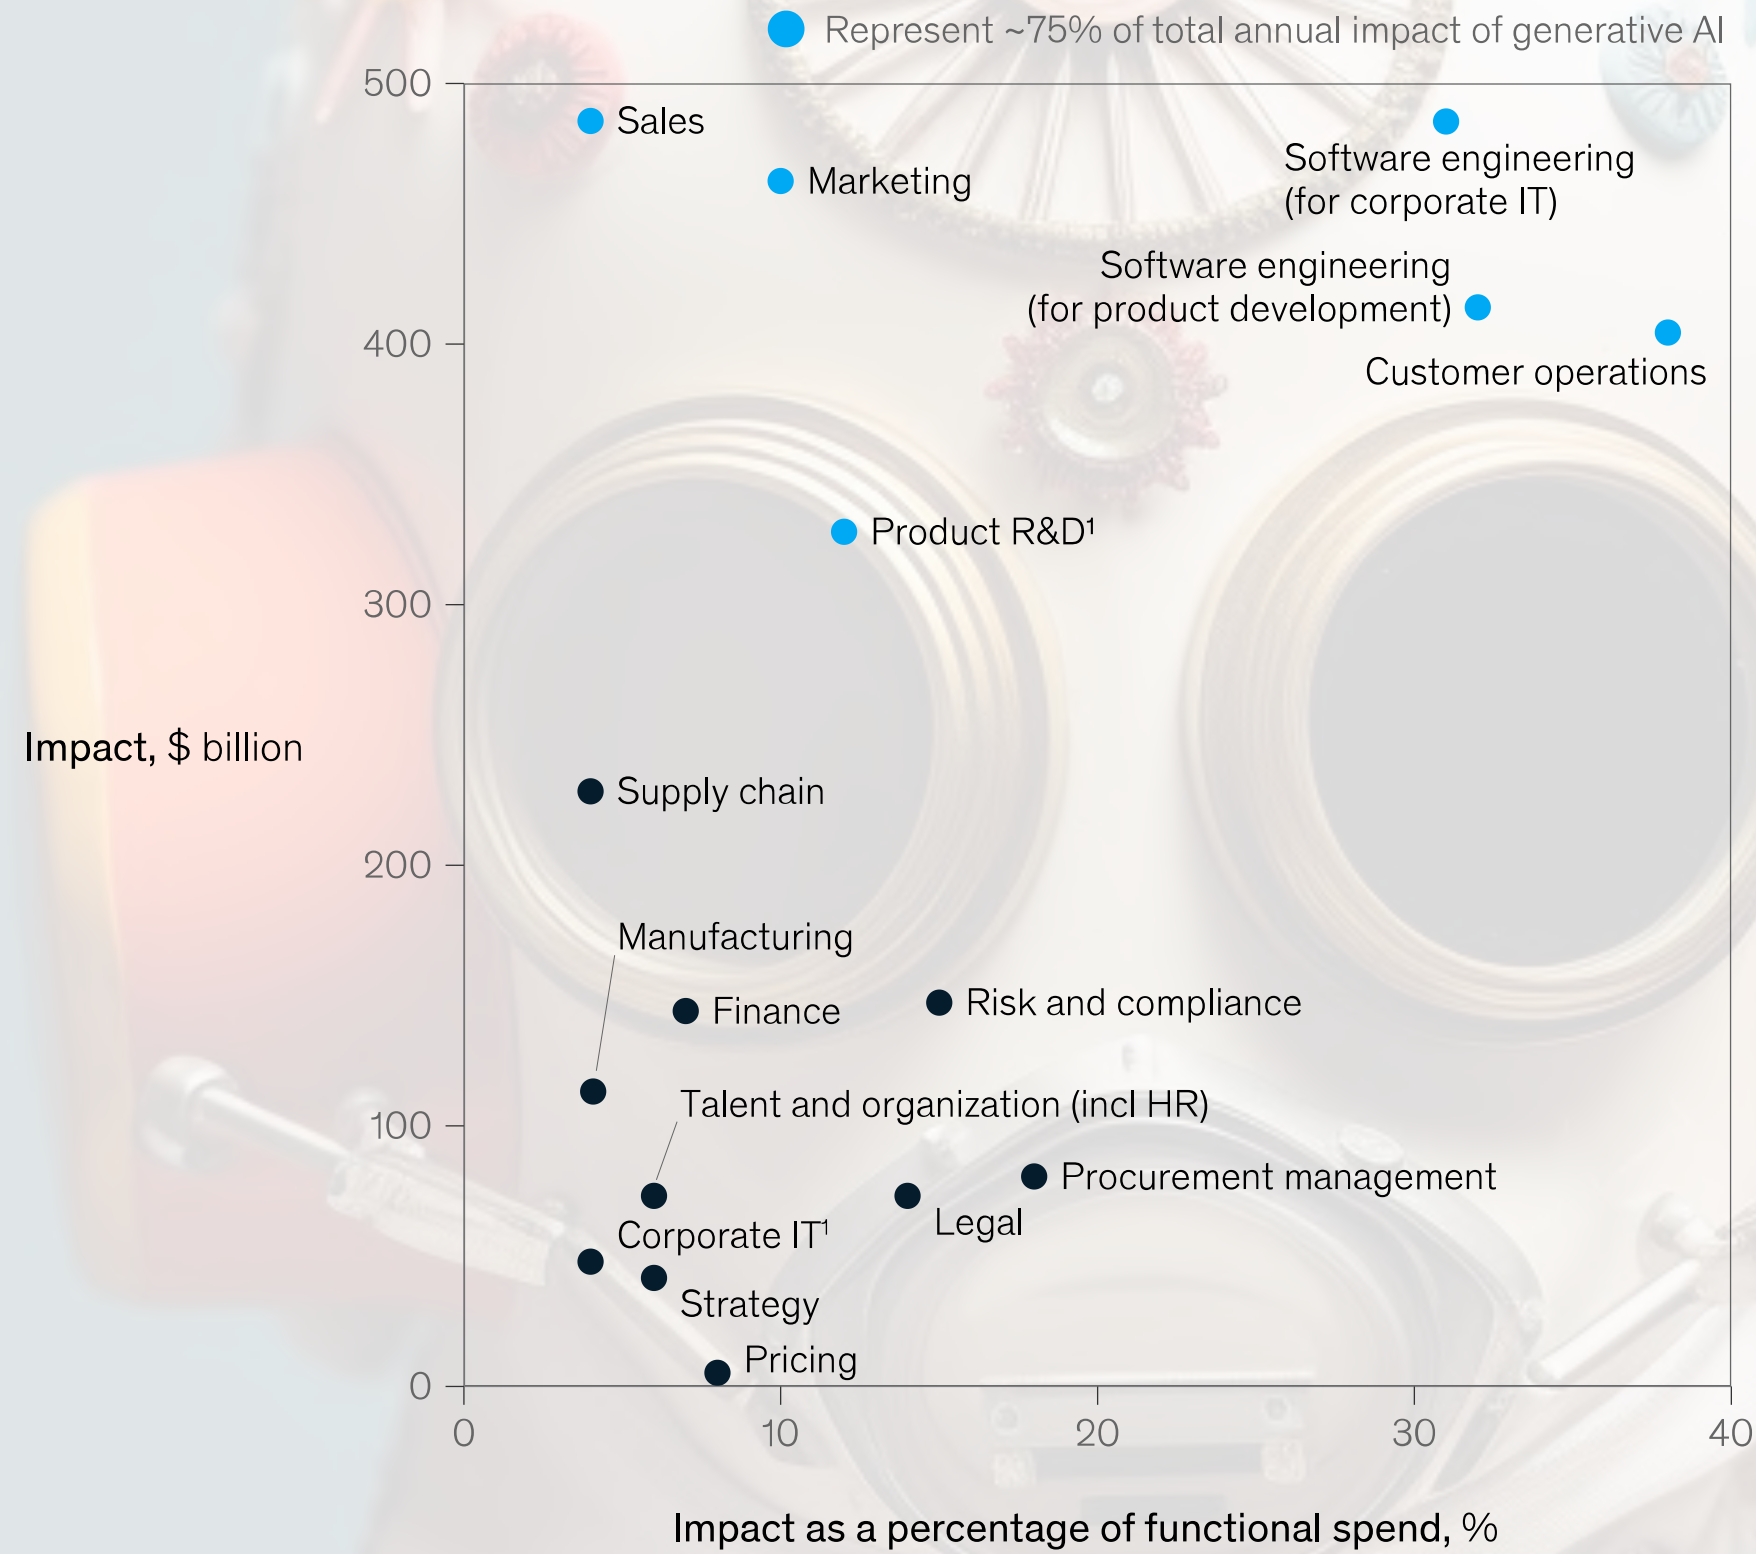 Represent ~75% of total annual impact of generative AI
500
Sales
Marketing
Software engineering
(for corporate IT)
Software engineering
(for product development)
400
Customer operations
Product R&D¹
300
Impact, $ billion
Supply chain
200
Manufacturing
Finance
Risk and compliance
Talent and organization (incl HR)
100
Procurement management
Legal
Corporate IT¹
Strategy
Pricing
0
0 10 20 30 40
Impact as a percentage of functional spend, %